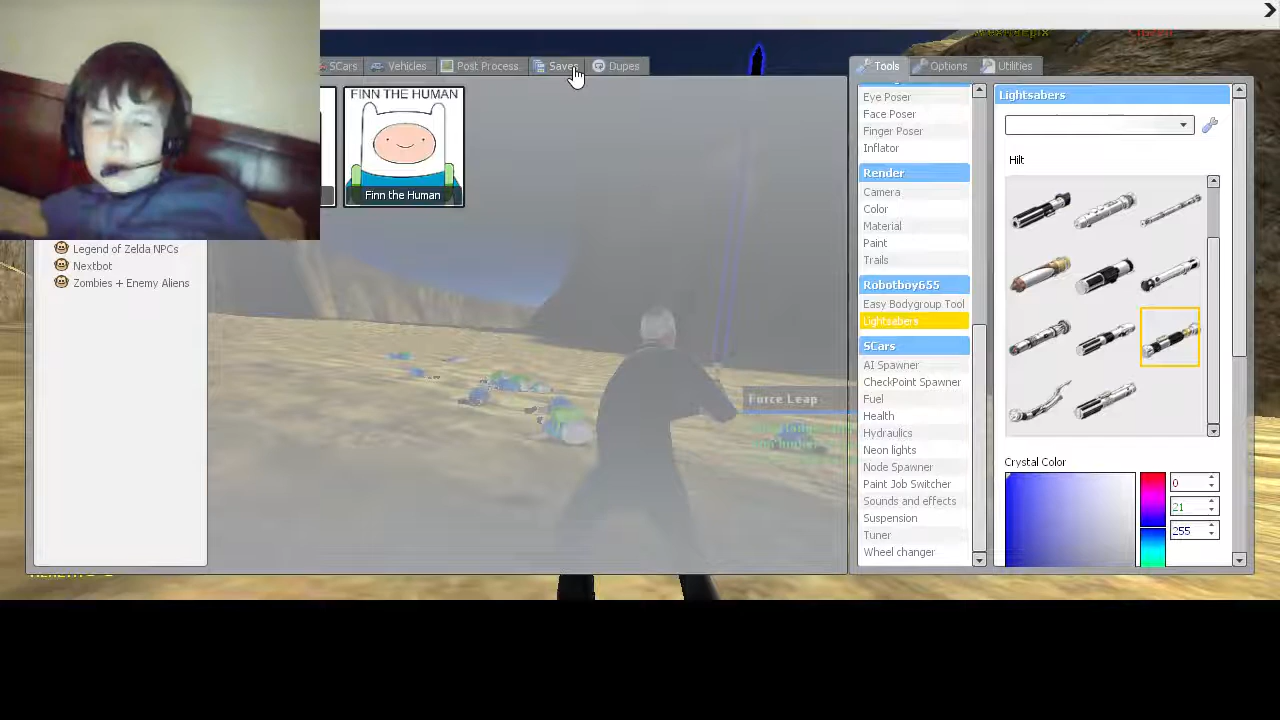 SCars
Vehicles
Post Process
Saves
Dupes
Tools
Options
Utilities
FINN THE HUMAN
Finn the Human
Legend of Zelda NPCs
Nextbot
Zombies + Enemy Aliens
Force Leap
Eye Poser
Face Poser
Finger Poser
Inflator
Render
Camera
Color
Material
Paint
Trails
Robotboy655
Easy Bodygroup Tool
Lightsabers
SCars
AI Spawner
CheckPoint Spawner
Fuel
Health
Hydraulics
Neon lights
Node Spawner
Paint Job Switcher
Sounds and effects
Suspension
Tuner
Wheel changer
Lightsabers
Hilt
Crystal Color
0
21
255